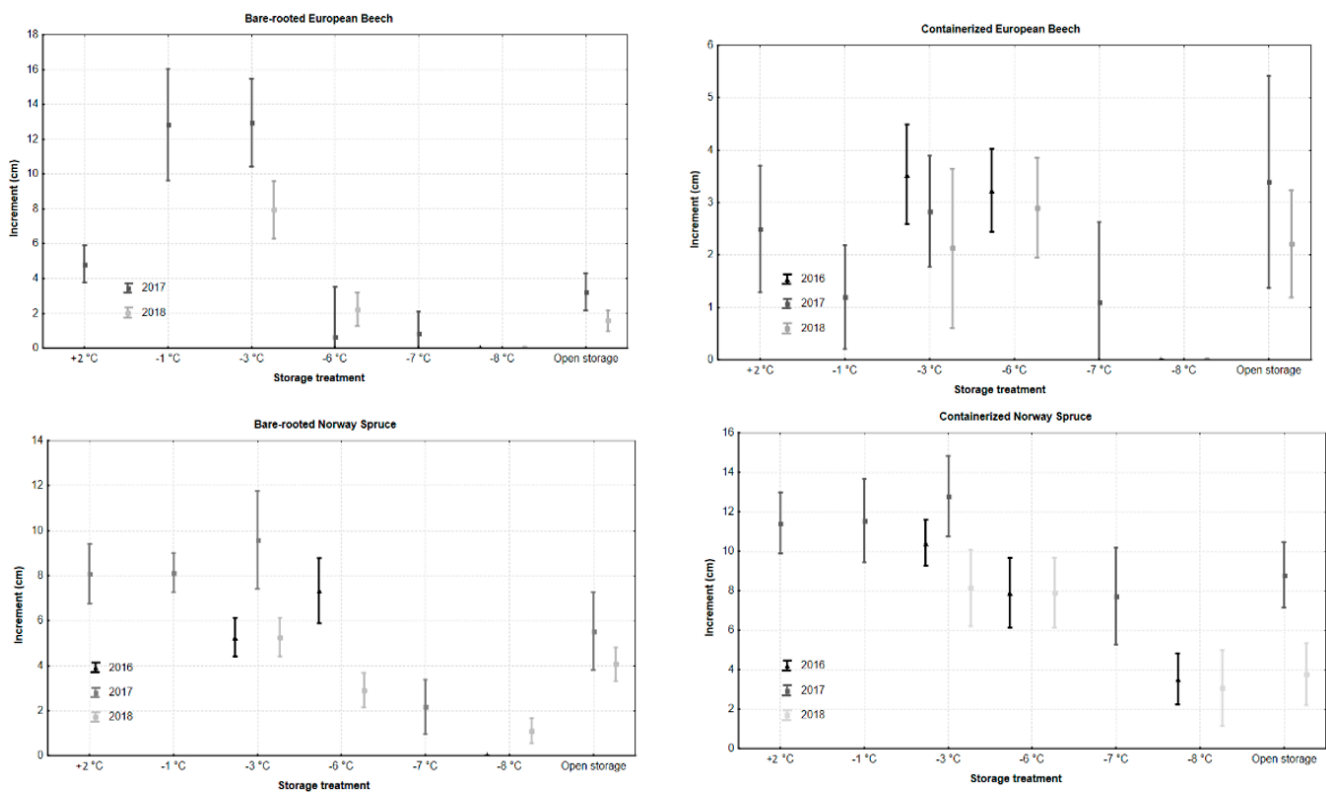 Bare-rooted European Beech
18
16
14
12
10
8
6
4
2
0
Increment (cm)
2017
2018
+2 °C
-1 °C
-3 °C
-6 °C
-7 °C
-8 °C
Open storage
Storage treatment
Containerized European Beech
6
5
4
3
2
1
0
Increment (cm)
2016
2017
2018
+2 °C
-1 °C
-3 °C
-6 °C
-7 °C
-8 °C
Open storage
Storage treatment
Bare-rooted Norway Spruce
14
12
10
8
6
4
2
0
Increment (cm)
2016
2017
2018
+2 °C
-1 °C
-3 °C
-6 °C
-7 °C
-8 °C
Open storage
Storage treatment
Containerized Norway Spruce
16
14
12
10
8
6
4
2
0
Increment (cm)
2016
2017
2018
+2 °C
-1 °C
-3 °C
-6 °C
-7 °C
-8 °C
Open storage
Storage treatment